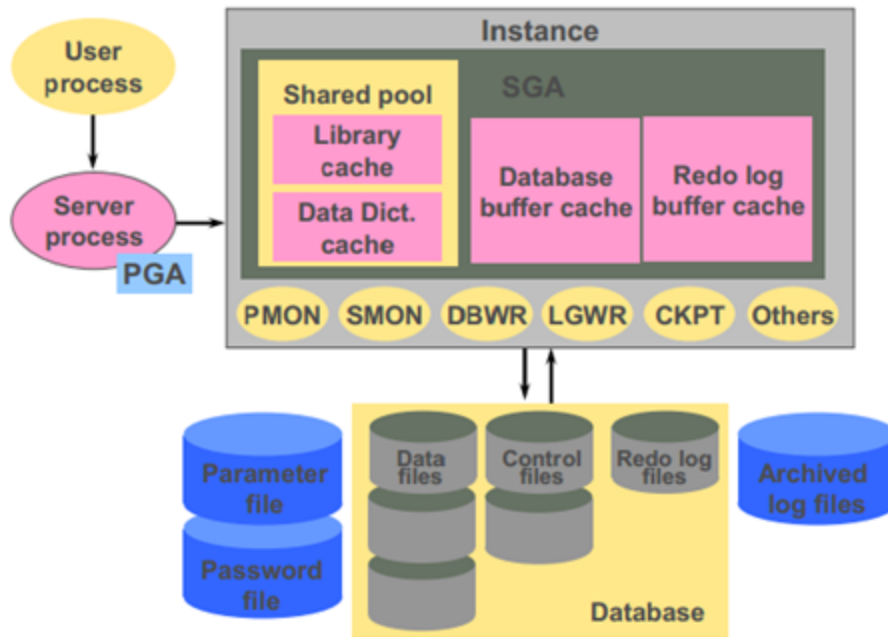 Instance
User
process
SGA
Shared pool
Library
cache
Data Dict.
cache
Database
buffer cache
Redo log
buffer cache
Server
process
PGA
PMON
SMON
DBWR
LGWR
CKPT
Others
Parameter
file
Password
file
Data
files
Control
files
Redo log
files
Archived
log files
Database